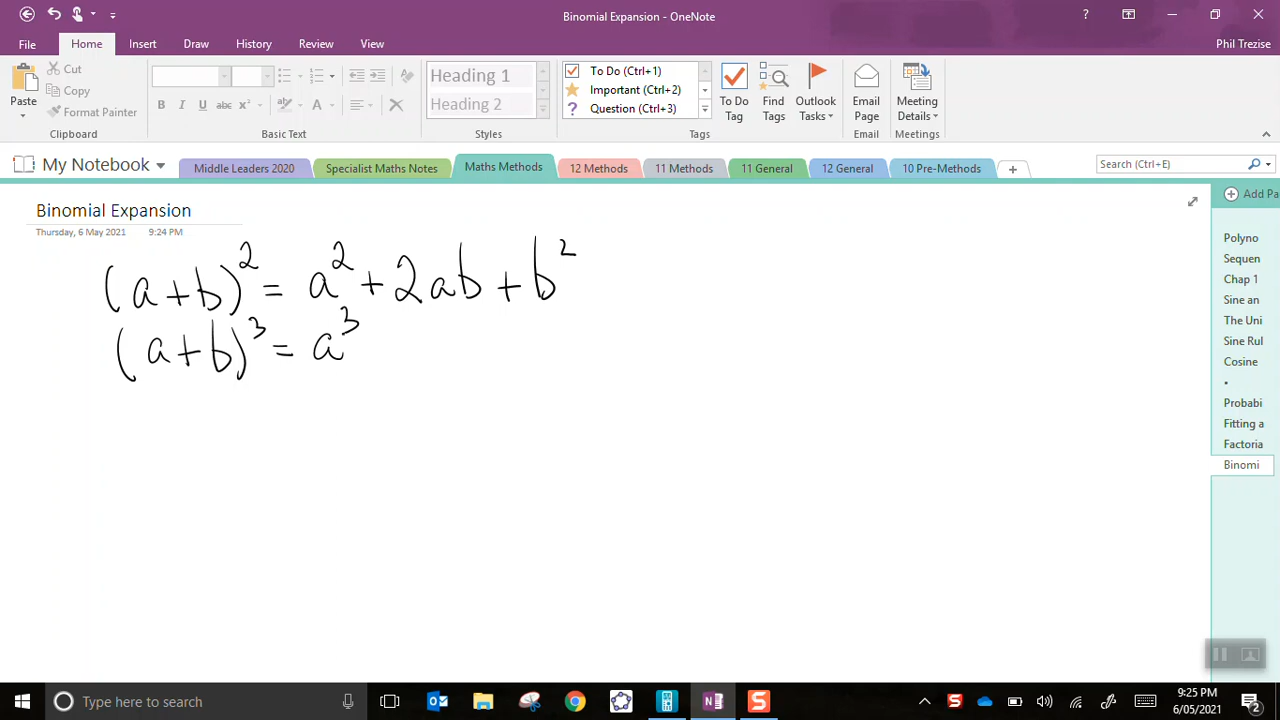 Binomial Expansion - OneNote
?
File Home Insert Draw History Review View Phil Trezise
Paste Cut Copy Format Painter
B I U abc x² A
Heading 1
Heading 2
To Do (Ctrl+1)
Important (Ctrl+2)
? Question (Ctrl+3)
To Do Tag
Find Tags
Outlook Tasks
Email Page
Meeting Details
Clipboard Basic Text Styles Tags Email Meetings
My Notebook Middle Leaders 2020 Specialist Maths Notes Maths Methods 12 Methods 11 Methods 11 General 12 General 10 Pre-Methods + Search (Ctrl+E)
Binomial Expansion
Thursday, 6 May 2021 9:24 PM
(a+b)² = a² + 2ab + b²
(a+b)³ = a³
Add Pa
Polyno
Sequen
Chap 1
Sine an
The Uni
Sine Rul
Cosine
•
Probabi
Fitting a
Factoria
Binomi
Type here to search
9:25 PM
6/05/2021
2